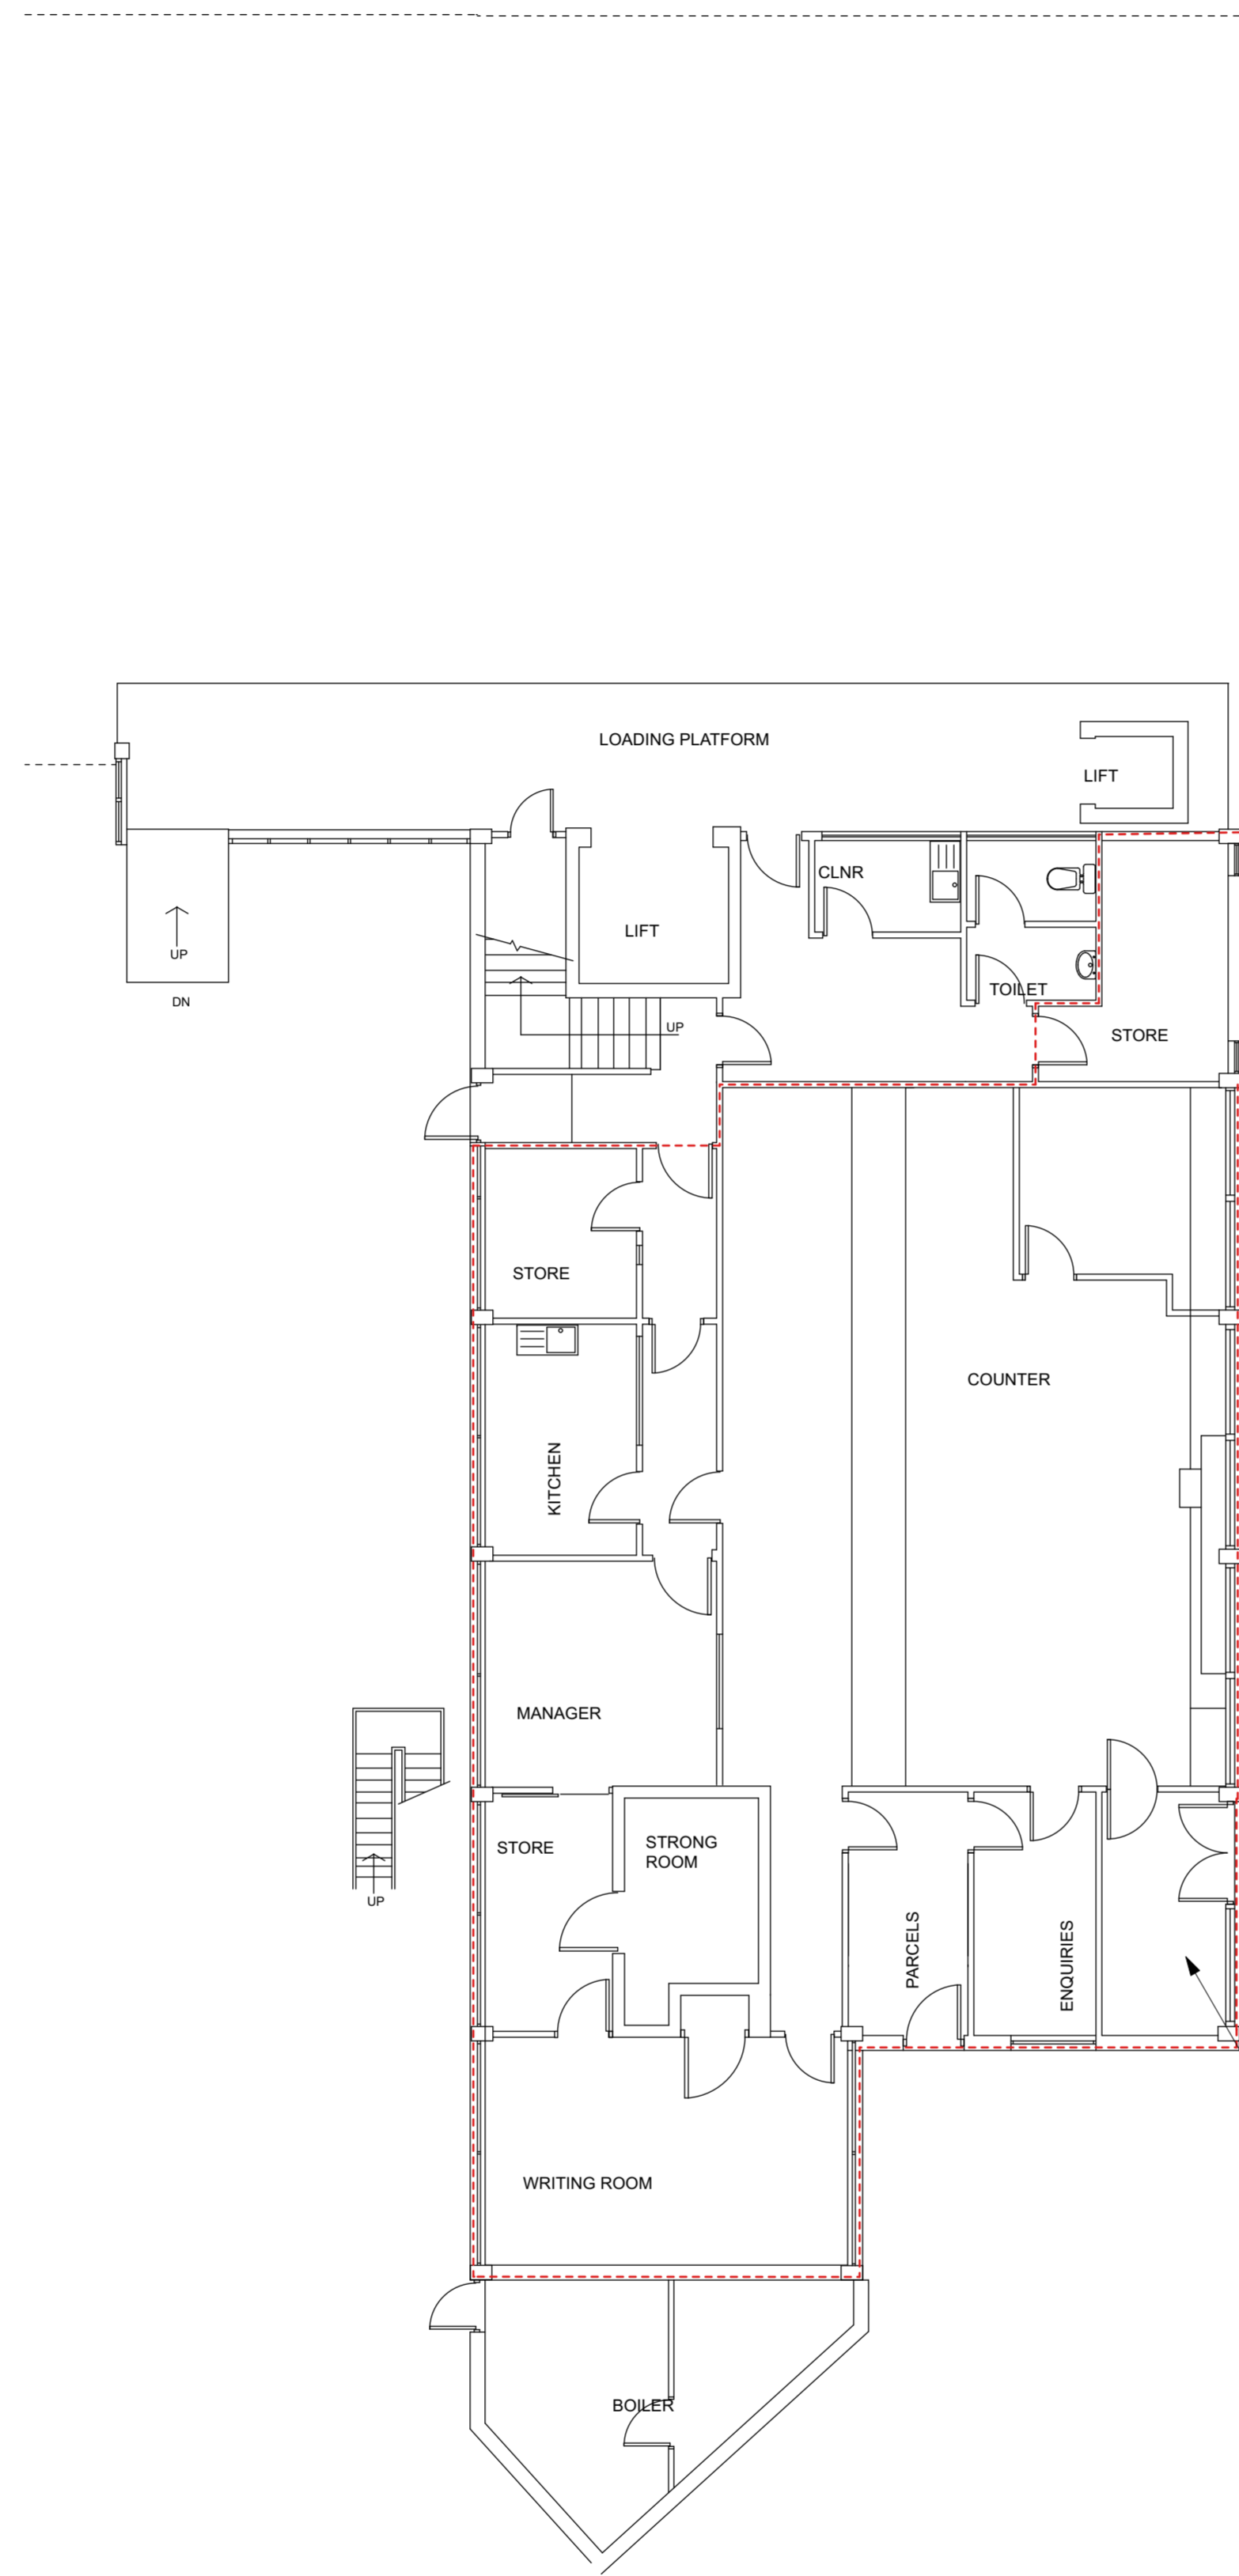 LOADING PLATFORM
LIFT
CLNR
LIFT
UP
TOILET
DN
UP
STORE
STORE
COUNTER
KITCHEN
MANAGER
STORE
STRONG
ROOM
UP
PARCELS
ENQUIRIES
WRITING ROOM
BOILER